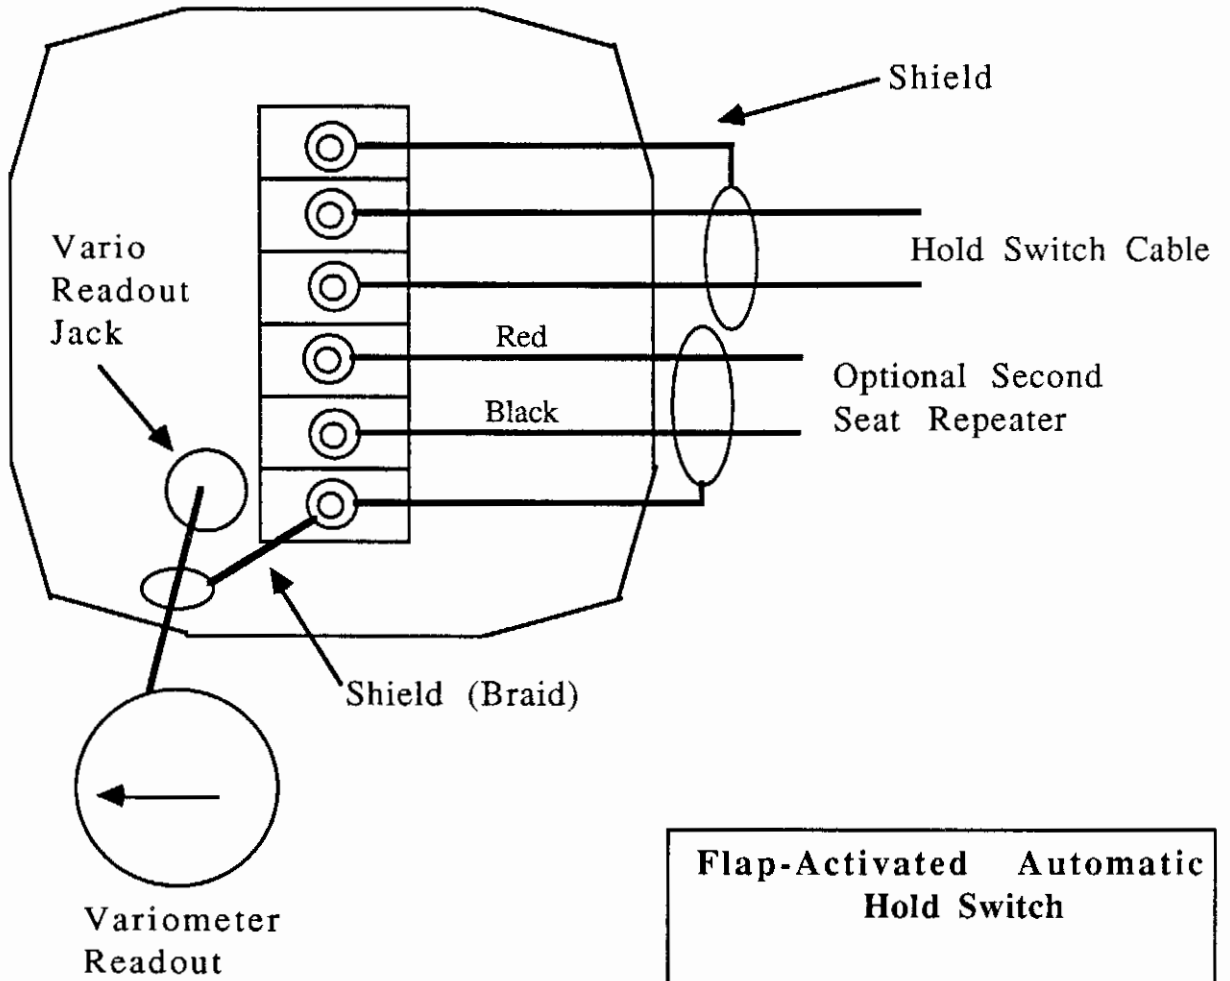 Shield
Hold Switch Cable
Vario
Readout
Jack
Red
Optional Second
Seat Repeater
Black
Shield (Braid)
Variometer
Readout
Flap-Activated Automatic
Hold Switch